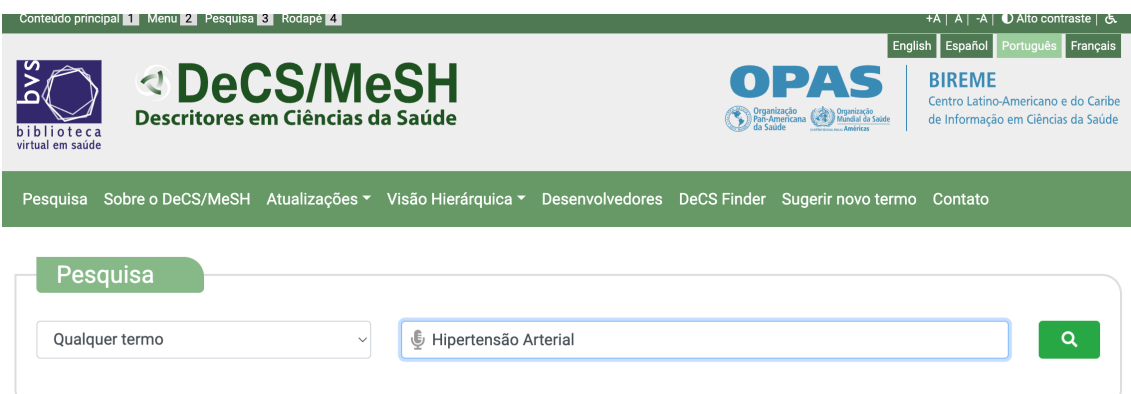 Conteúdo principal 1 Menu 2 Pesquisa 3 Rodapé 4
+A | A | -A | Alto contraste |
English Español Português Français
bvs
biblioteca
virtual em saúde
DeCS/MeSH
Descritores em Ciências da Saúde
OPAS
Organização
Pan-Americana
da Saúde
Organização
Mundial da Saúde
Américas
BIREME
Centro Latino-Americano e do Caribe
de Informação em Ciências da Saúde
Pesquisa Sobre o DeCS/MeSH Atualizações Visão Hierárquica Desenvolvedores DeCS Finder Sugerir novo termo Contato
Pesquisa
Qualquer termo
Hipertensão Arterial